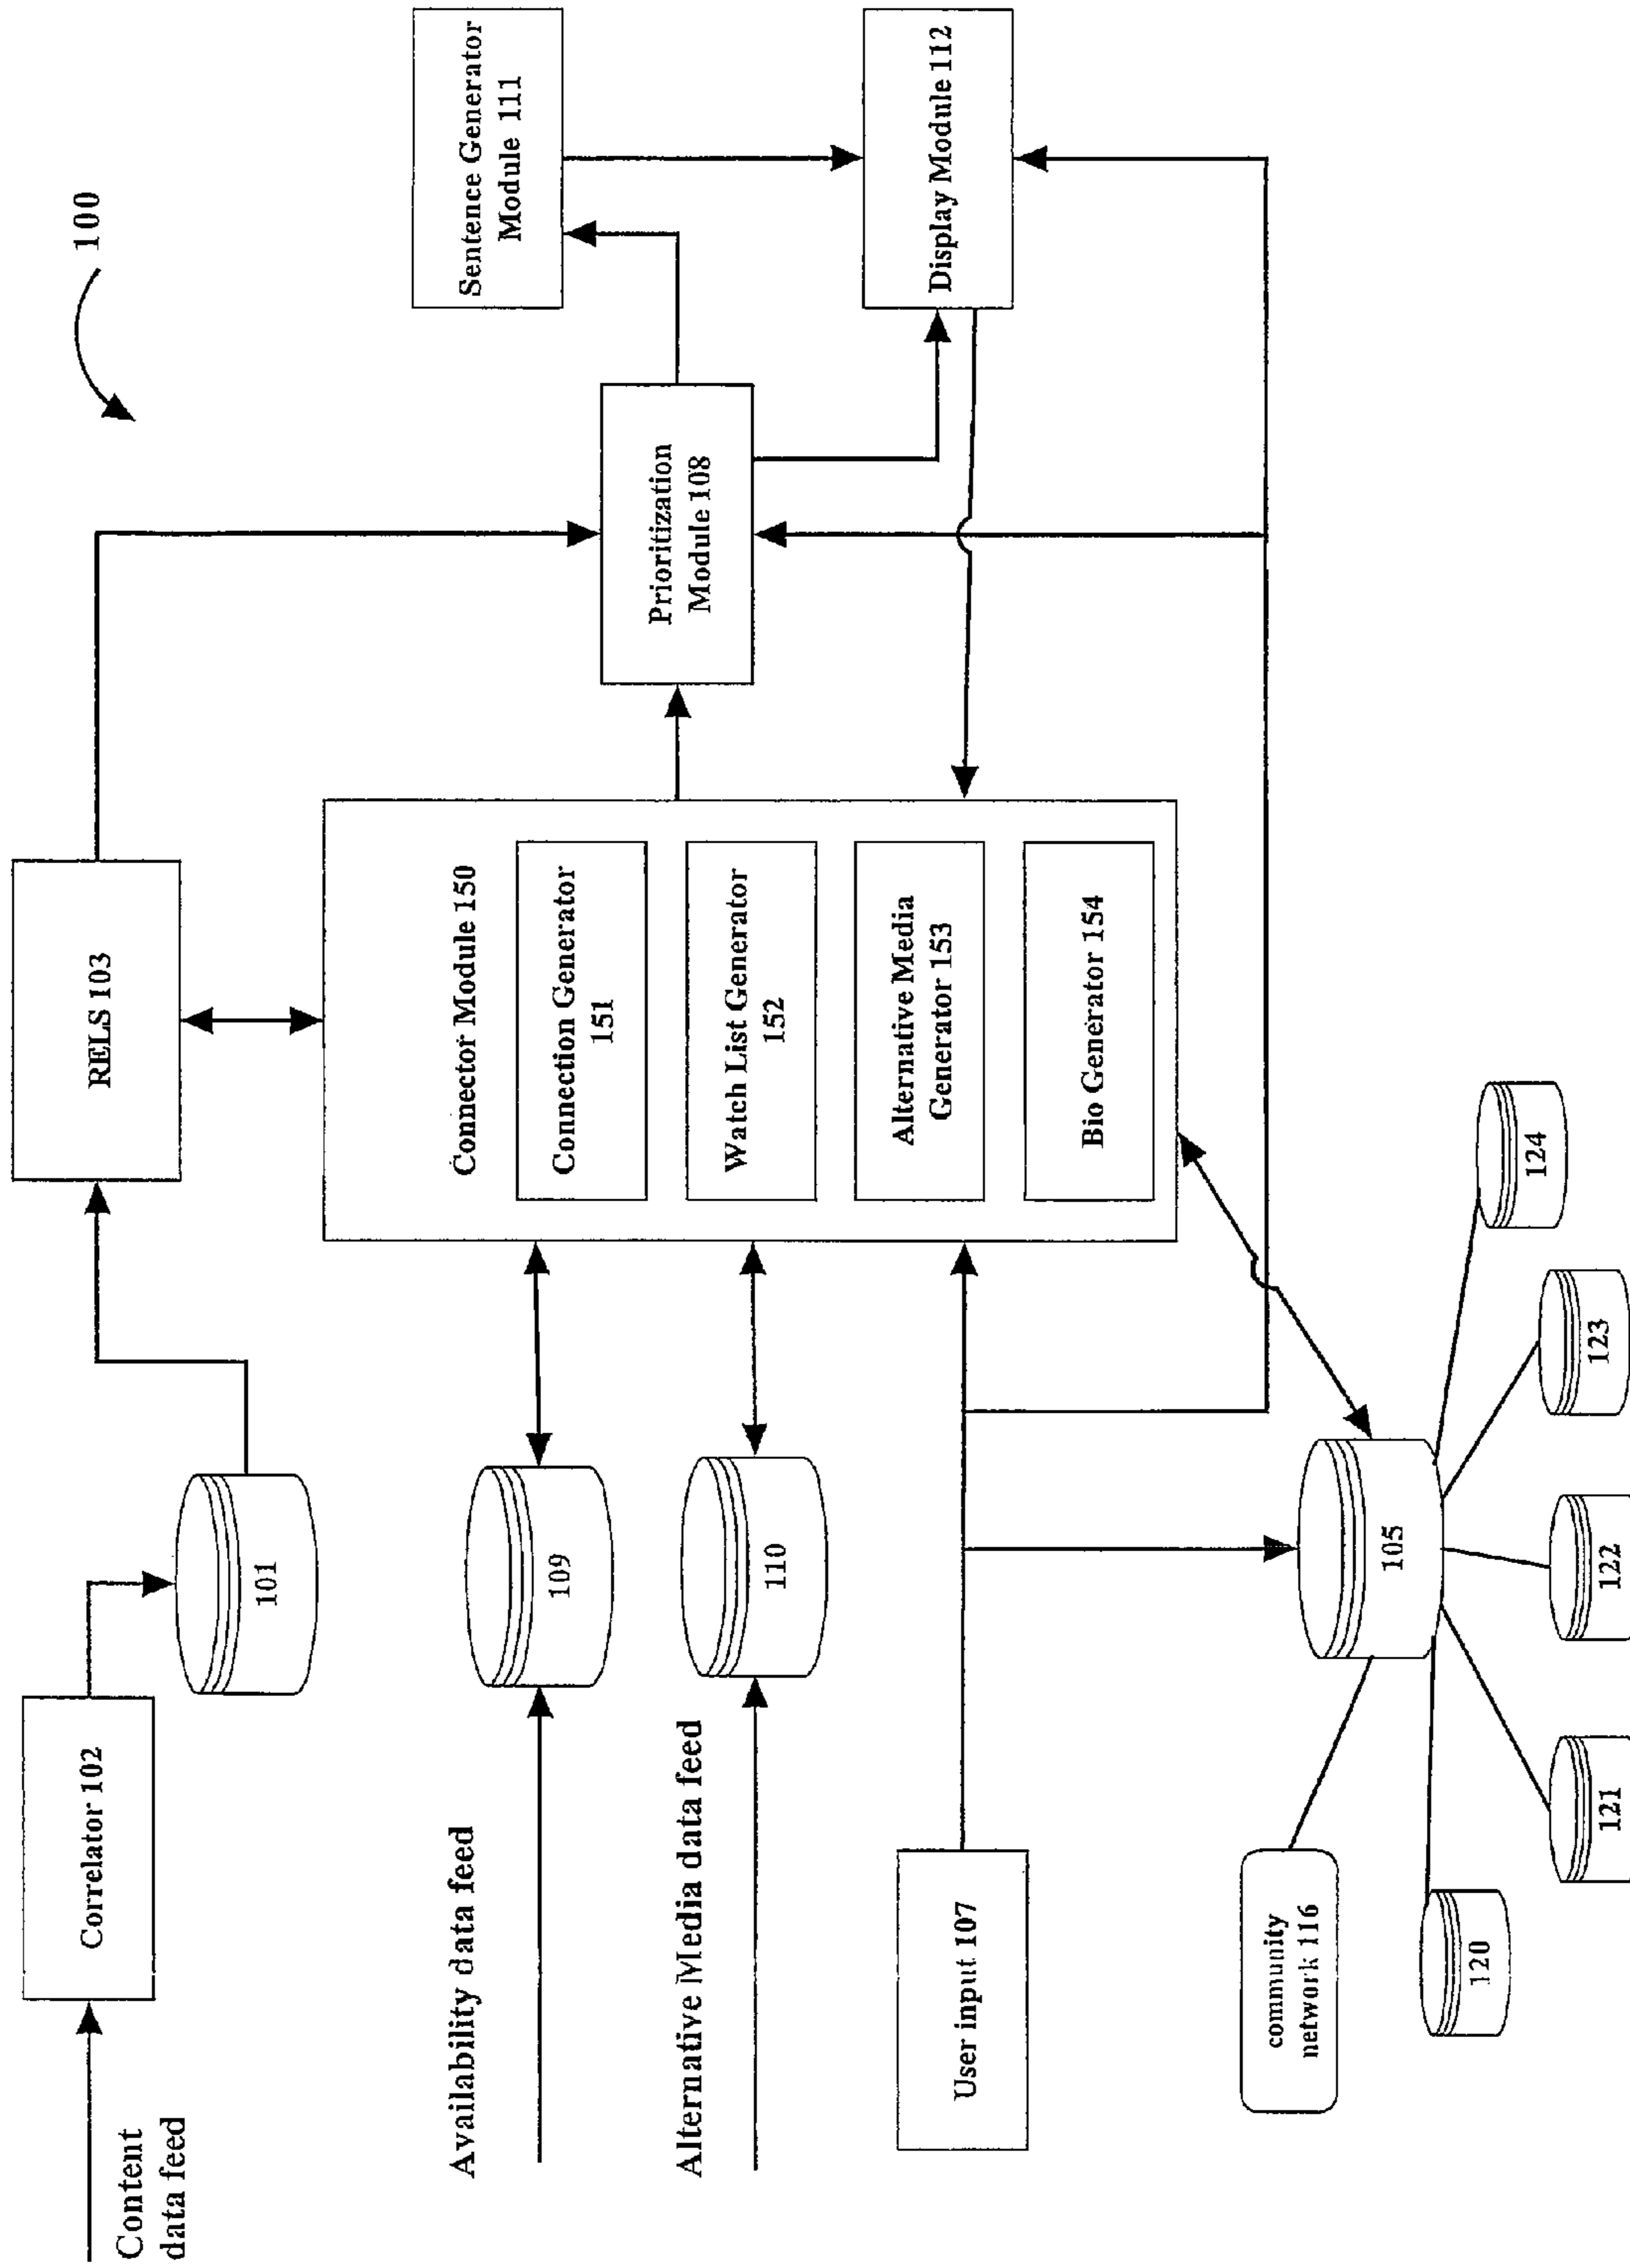 100
Content
data feed
Correlator 102
101
RELS 103
Availability data feed
109
Alternative Media data feed
110
Connector Module 150
Connection Generator
151
Watch List Generator
152
Alternative Media
Generator 153
Bio Generator 154
Prioritization
Module 108
Sentence Generator
Module 111
Display Module 112
User input 107
community
network 116
105
120
121
122
123
124